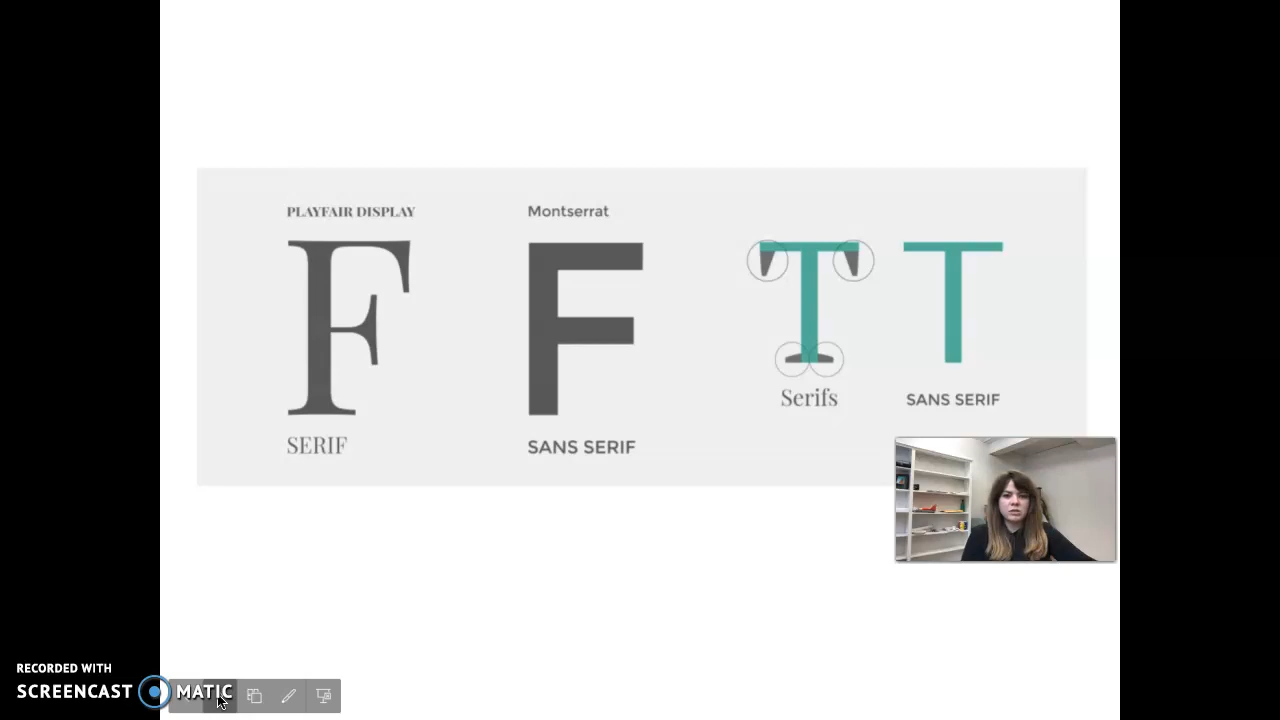 PLAYFAIR DISPLAY
F
SERIF
Montserrat
F
SANS SERIF
T
Serifs
T
SANS SERIF
RECORDED WITH
SCREENCAST MATIC